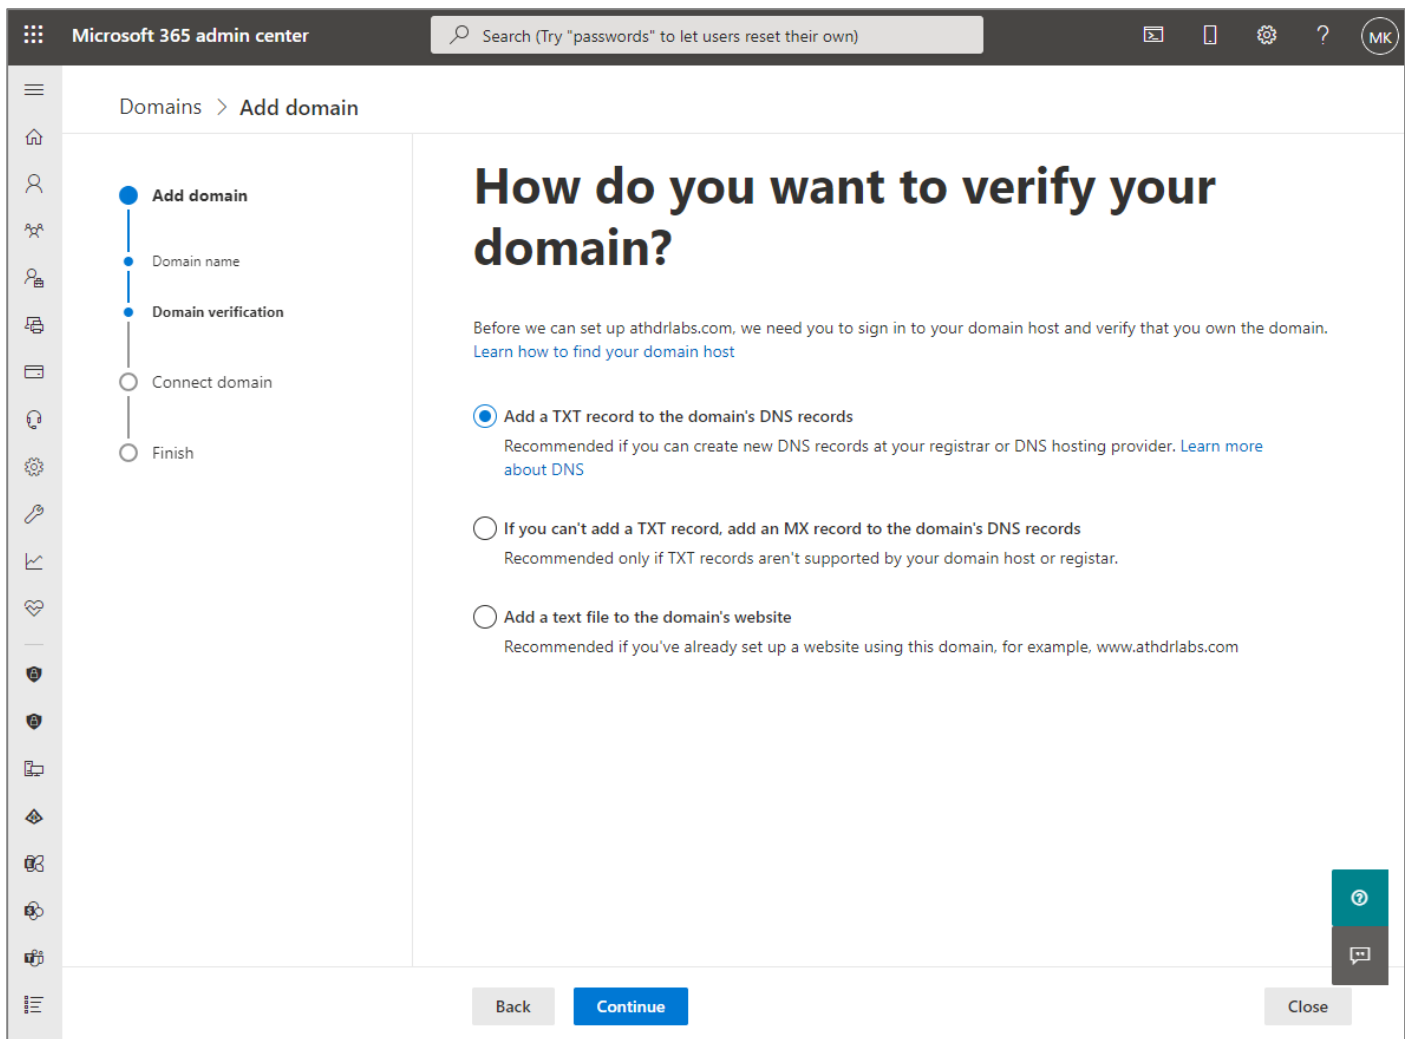 Microsoft 365 admin center
Search (Try "passwords" to let users reset their own)
MK
Domains > Add domain
Add domain
Domain name
Domain verification
Connect domain
Finish
How do you want to verify your
domain?
Before we can set up athdrlabs.com, we need you to sign in to your domain host and verify that you own the domain.
Learn how to find your domain host
Add a TXT record to the domain's DNS records
Recommended if you can create new DNS records at your registrar or DNS hosting provider. Learn more
about DNS
If you can't add a TXT record, add an MX record to the domain's DNS records
Recommended only if TXT records aren't supported by your domain host or registar.
Add a text file to the domain's website
Recommended if you've already set up a website using this domain, for example, www.athdrlabs.com
Back
Continue
Close